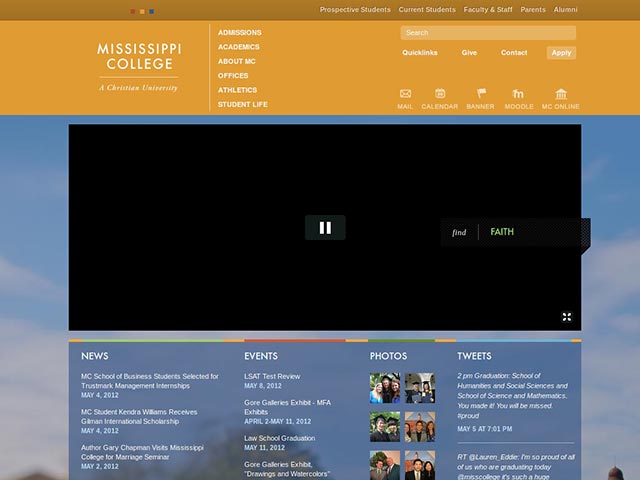 Prospective Students Current Students Faculty & Staff Parents Alumni
MISSISSIPPI
COLLEGE
A Christian University
ADMISSIONS
ACADEMICS
ABOUT MC
OFFICES
ATHLETICS
STUDENT LIFE
Search
Quicklinks Give Contact Apply
MAIL CALENDAR BANNER MOODLE MC ONLINE
find FAITH
NEWS
MC School of Business Students Selected for
Trustmark Management Internships
MAY 4, 2012
MC Student Kendra Williams Receives
Gilman International Scholarship
MAY 4, 2012
Author Gary Chapman Visits Mississippi
College for Marriage Seminar
MAY 2, 2012
EVENTS
LSAT Test Review
MAY 8, 2012
Gore Galleries Exhibit - MFA
Exhibits
APRIL 2-MAY 11, 2012
Law School Graduation
MAY 11, 2012
Gore Galleries Exhibit,
"Drawings and Watercolors"
PHOTOS
TWEETS
2 pm Graduation: School of
Humanities and Social Sciences and
School of Science and Mathematics.
You made it! You will be missed.
#proud
MAY 5 AT 7:01 PM
RT @Lauren_Eddie: I'm so proud of all
of us who are graduating today
@misscollege it's such a huge